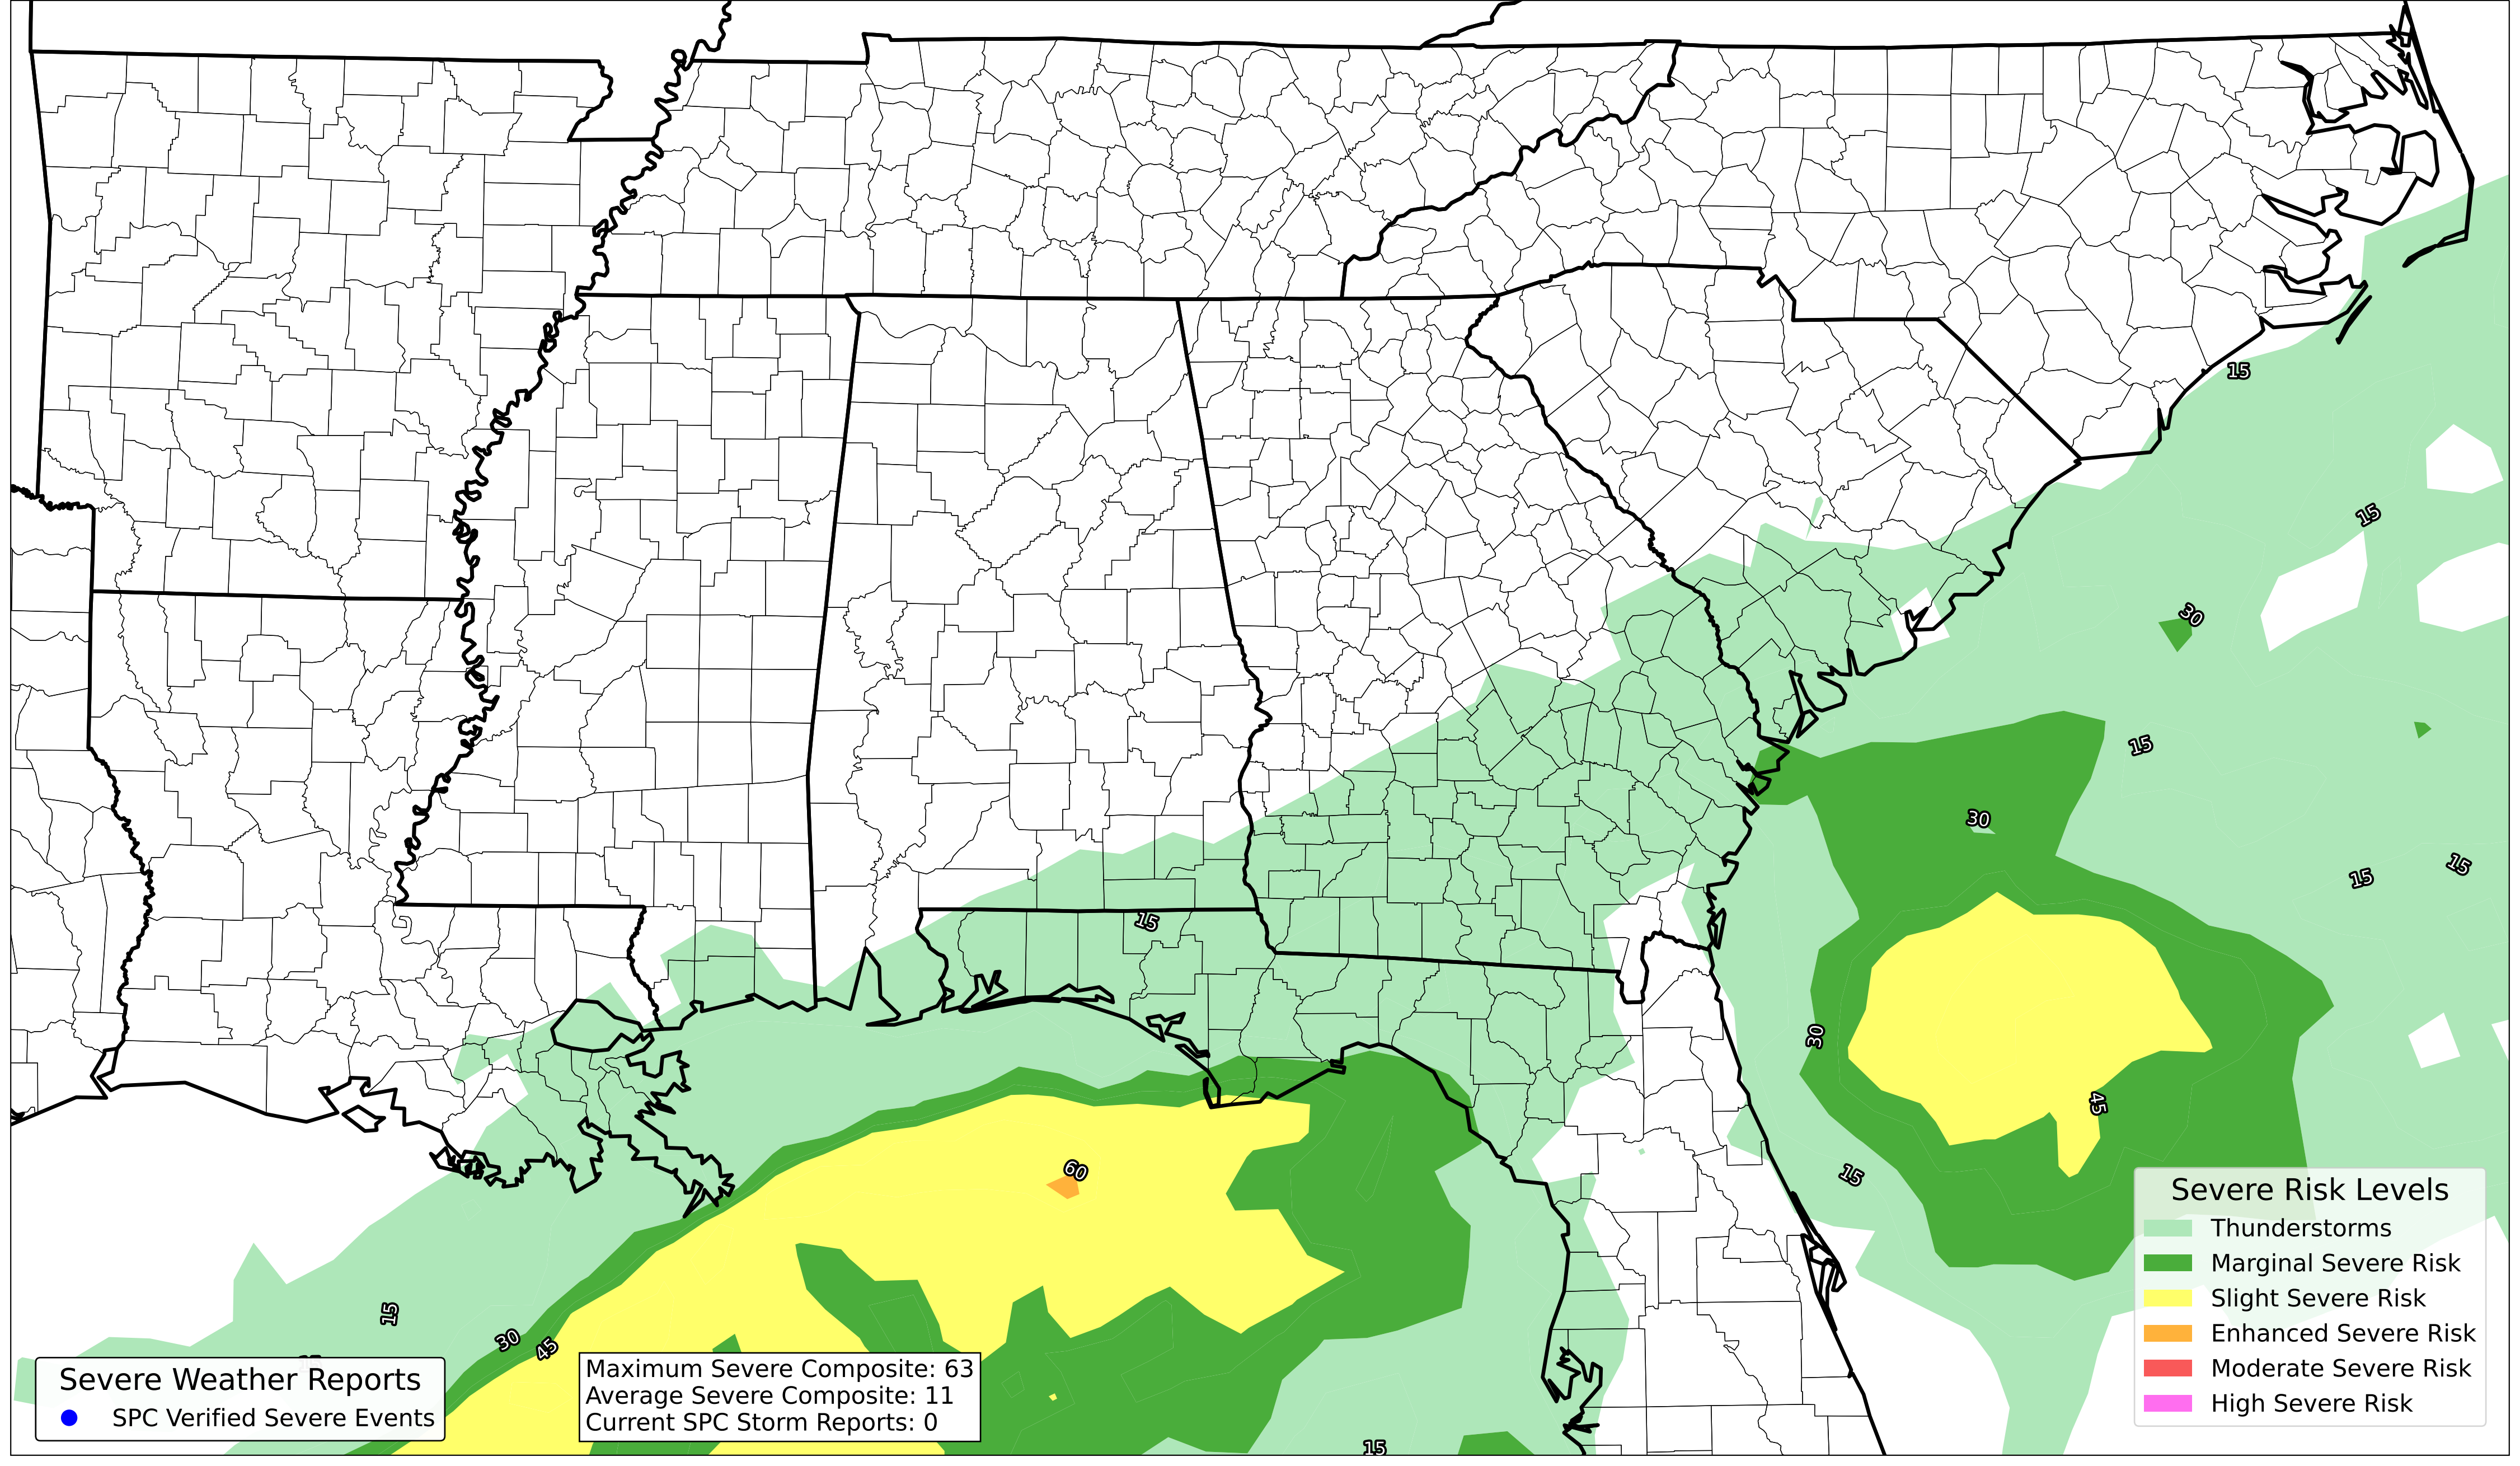 15
15
30
15
30
15
15
15
30
45
15
60
15
30
45
15
Severe Risk Levels
Thunderstorms
Marginal Severe Risk
Slight Severe Risk
Enhanced Severe Risk
Moderate Severe Risk
High Severe Risk
Severe Weather Reports
SPC Verified Severe Events
Maximum Severe Composite: 63
Average Severe Composite: 11
Current SPC Storm Reports: 0